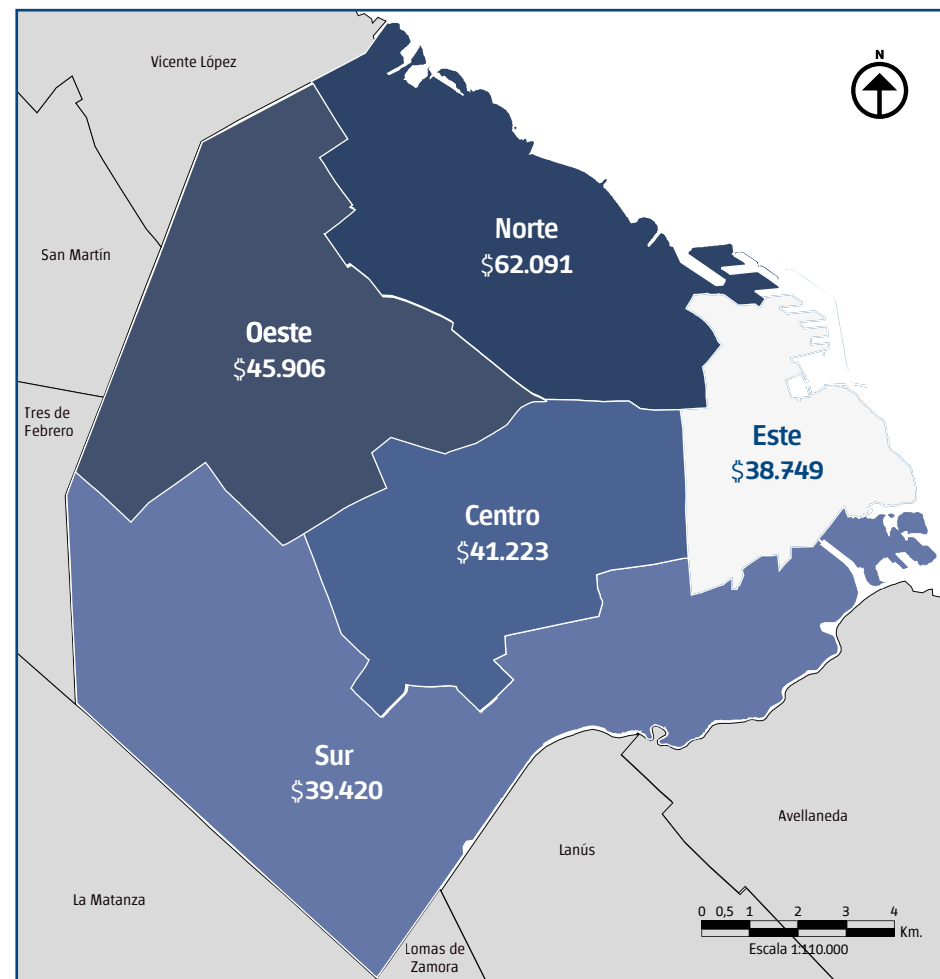 Vicente López
N
Norte
$62.091
San Martín
Oeste
$45.906
Tres de
Febrero
Este
$38.749
Centro
$41.223
Sur
$39.420
Avellaneda
Lanús
La Matanza
0 0,5 1 2 3 4
Km.
Escala 1:110.000
Lomas de
Zamora